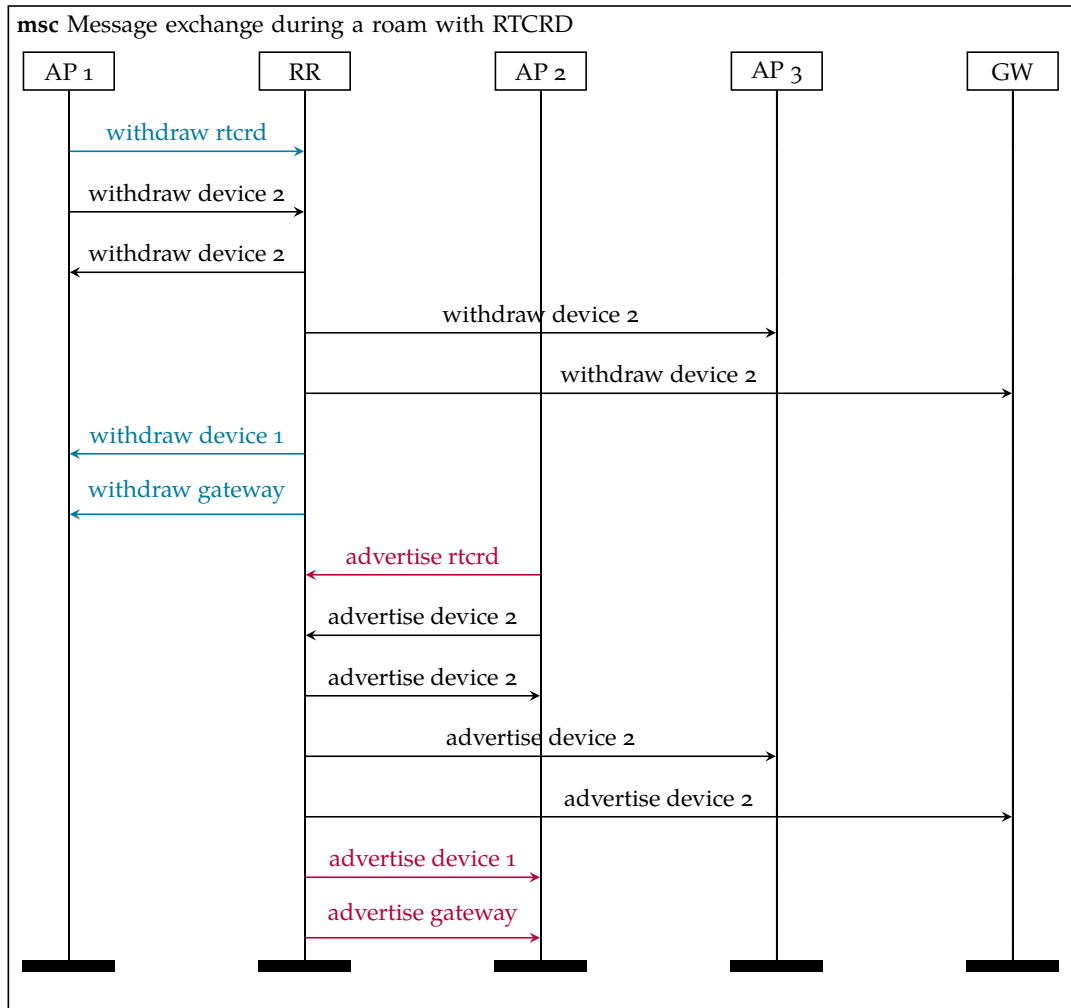 msc Message exchange during a roam with RTCRD
AP 1 RR AP 2 AP 3 GW
withdraw rtcrd
withdraw device 2
withdraw device 2
withdraw device 2
withdraw device 2
withdraw device 1
withdraw gateway
advertise rtcrd
advertise device 2
advertise device 2
advertise device 2
advertise device 2
advertise device 1
advertise gateway